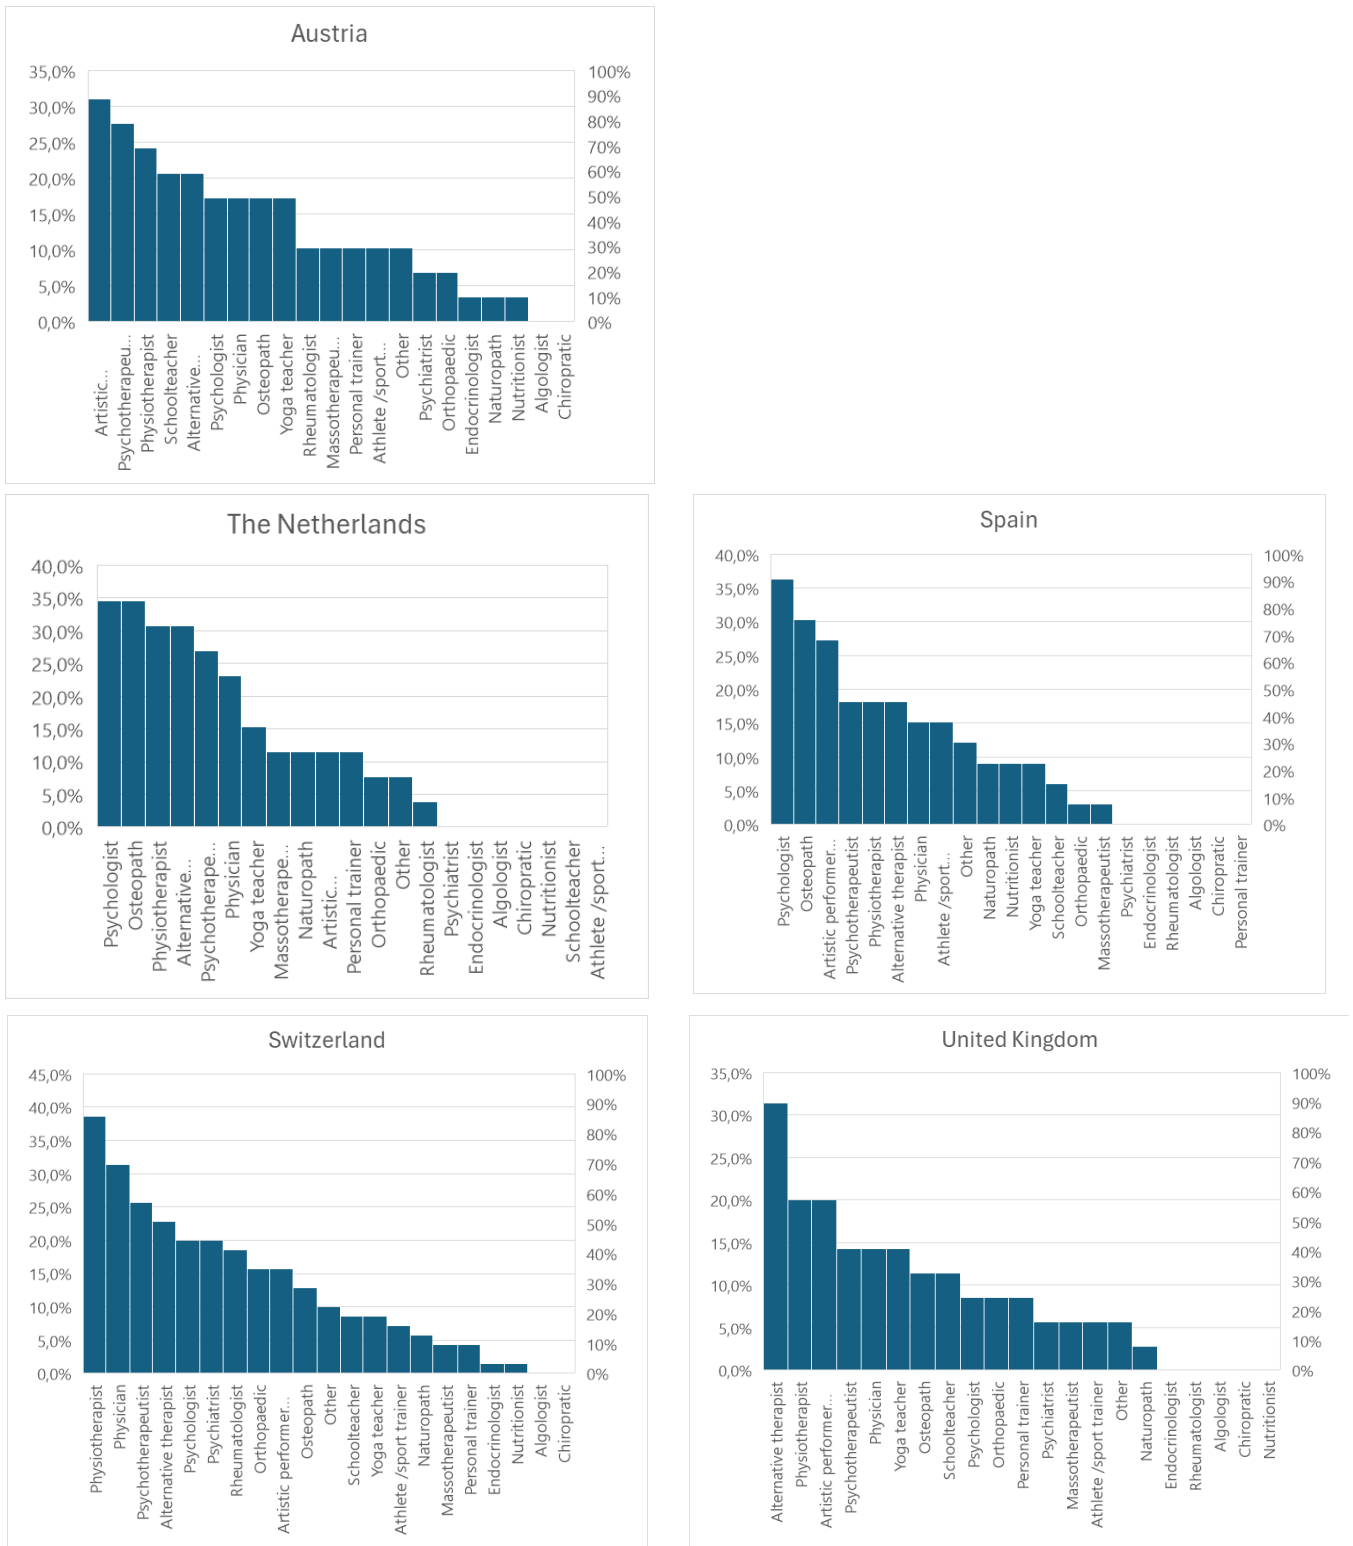 Austria
35,0%
30,0%
25,0%
20,0%
15,0%
10,0%
5,0%
0,0%
100%
90%
80%
70%
60%
50%
40%
30%
20%
10%
0%
Artistic...
Psychotherapeu...
Physiotherapist
Schoolteacher
Alternative...
Psychologist
Physician
Osteopath
Yoga teacher
Rheumatologist
Massotherapeu...
Personal trainer
Athlete /sport...
Other
Psychiatrist
Orthopaedic
Endocrinologist
Naturopath
Nutritionist
Algologist
Chiropratic
The Netherlands
40,0%
35,0%
30,0%
25,0%
20,0%
15,0%
10,0%
5,0%
0,0%
Psychologist
Osteopath
Physiotherapist
Alternative...
Psychotherape...
Physician
Yoga teacher
Massotherape...
Naturopath
Artistic...
Personal trainer
Orthopaedic
Other
Rheumatologist
Psychiatrist
Endocrinologist
Algologist
Chiropratic
Nutritionist
Schoolteacher
Athlete /sport...
Spain
40,0%
35,0%
30,0%
25,0%
20,0%
15,0%
10,0%
5,0%
0,0%
100%
90%
80%
70%
60%
50%
40%
30%
20%
10%
0%
Psychologist
Osteopath
Artistic performer...
Psychotherapeutist
Physiotherapist
Alternative therapist
Physician
Athlete /sport...
Other
Naturopath
Nutritionist
Yoga teacher
Schoolteacher
Orthopaedic
Massotherapeutist
Psychiatrist
Endocrinologist
Rheumatologist
Algologist
Chiropratic
Personal trainer
Switzerland
45,0%
40,0%
35,0%
30,0%
25,0%
20,0%
15,0%
10,0%
5,0%
0,0%
100%
90%
80%
70%
60%
50%
40%
30%
20%
10%
0%
Physiotherapist
Physician
Psychotherapeutist
Alternative therapist
Psychologist
Psychiatrist
Rheumatologist
Orthopaedic
Artistic performer...
Osteopath
Other
Schoolteacher
Yoga teacher
Athlete /sport trainer
Naturopath
Massotherapeutist
Personal trainer
Endocrinologist
Nutritionist
Algologist
Chiropratic
United Kingdom
35,0%
30,0%
25,0%
20,0%
15,0%
10,0%
5,0%
0,0%
100%
90%
80%
70%
60%
50%
40%
30%
20%
10%
0%
Alternative therapist
Physiotherapist
Artistic performer...
Psychotherapeutist
Physician
Yoga teacher
Osteopath
Schoolteacher
Psychologist
Orthopaedic
Personal trainer
Psychiatrist
Massotherapeutist
Athlete /sport trainer
Other
Naturopath
Endocrinologist
Rheumatologist
Algologist
Chiropratic
Nutritionist